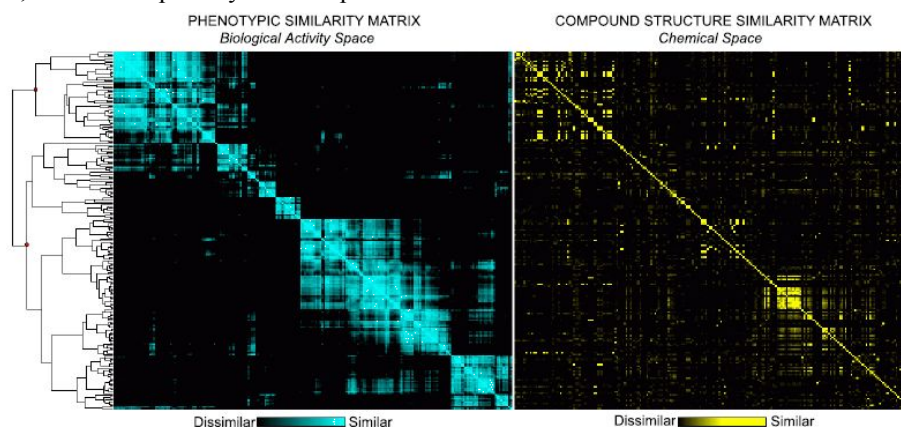 PHENOTYPIC SIMILARITY MATRIX
Biological Activity Space
COMPOUND STRUCTURE SIMILARITY MATRIX
Chemical Space
Dissimilar
Similar
Dissimilar
Similar